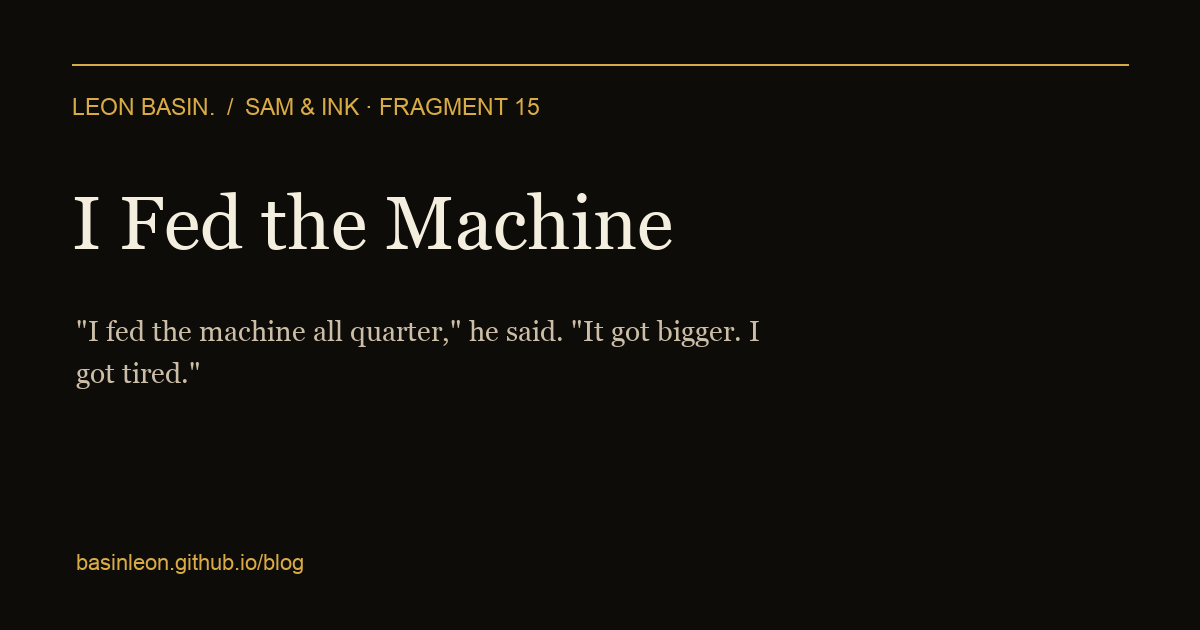 LEON BASIN. / SAM & INK · FRAGMENT 15
I Fed the Machine
"I fed the machine all quarter," he said. "It got bigger. I
got tired."
basinleon.github.io/blog